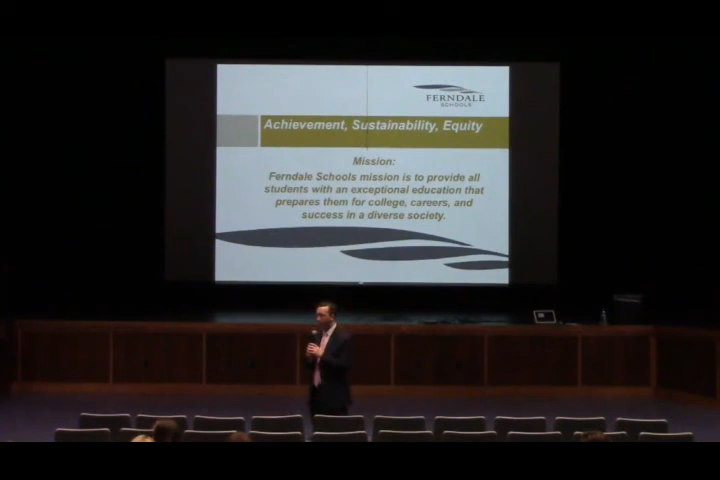 FERNDALE
SCHOOLS
Achievement, Sustainability, Equity
Mission:
Ferndale Schools mission is to provide all
students with an exceptional education that
prepares them for college, careers, and
success in a diverse society.